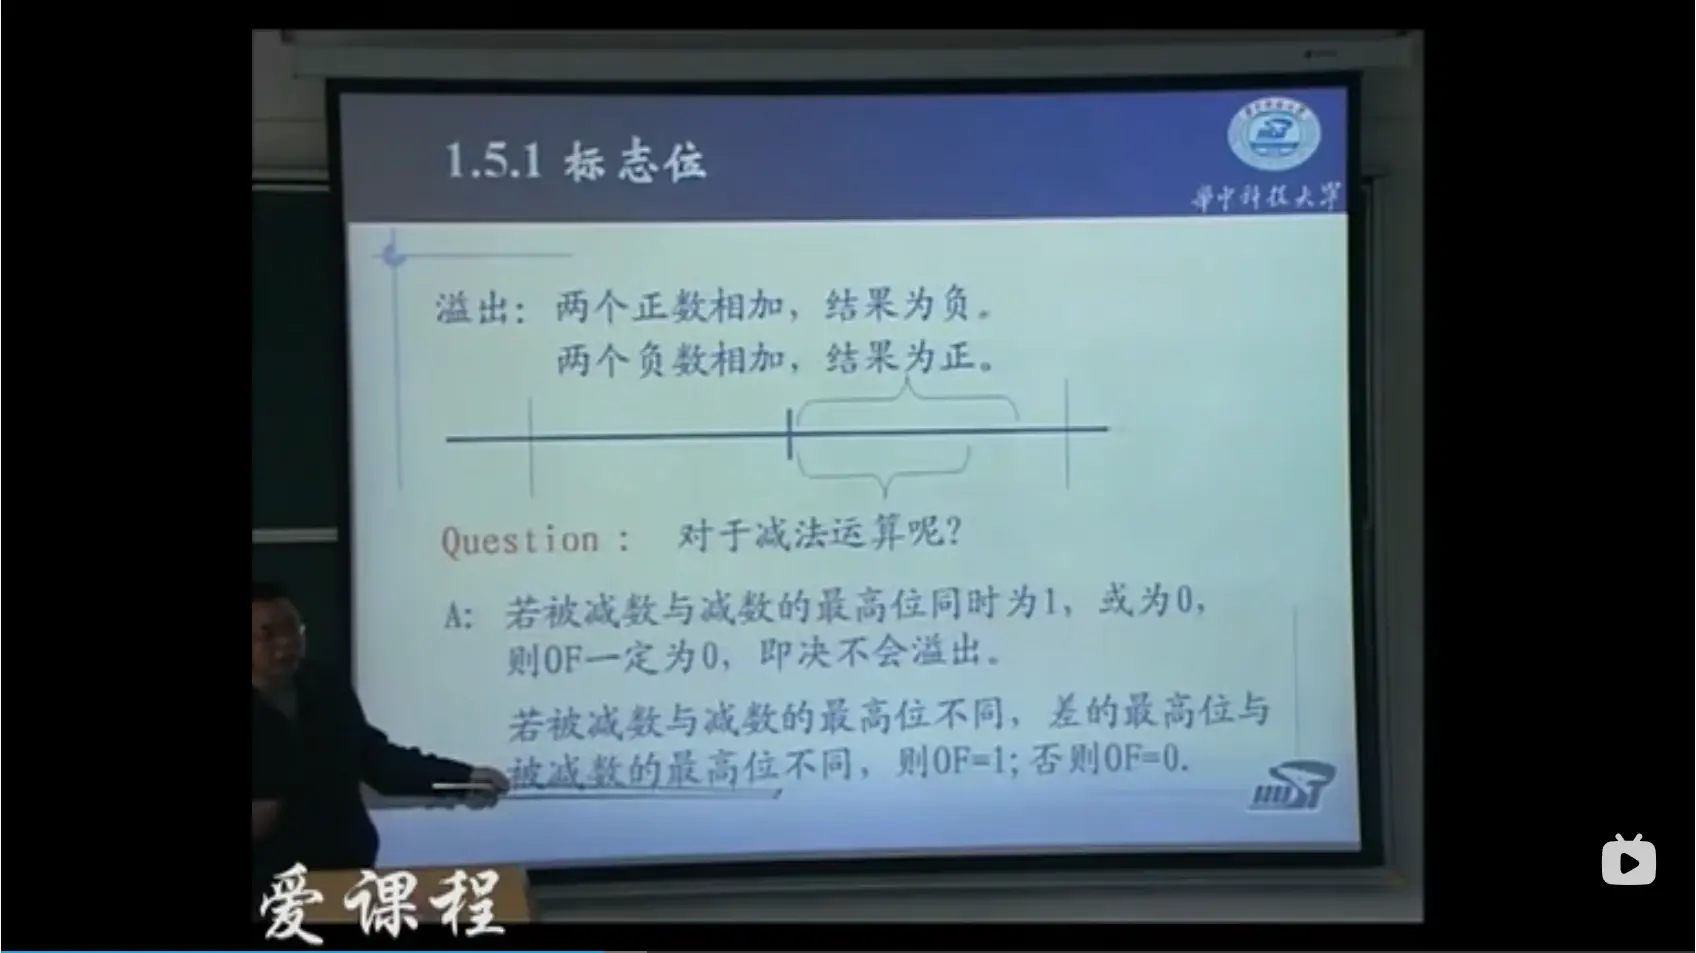 1.5.1 标志位
华中科技大学
溢出：两个正数相加，结果为负。
两个负数相加，结果为正。
Question： 对于减法运算呢？
A： 若被减数与减数的最高位同时为1，或为0，
则OF一定为0，即决不会溢出。
若被减数与减数的最高位不同，差的最高位与
被减数的最高位不同，则OF=1；否则OF=0.
HUST
爱课程